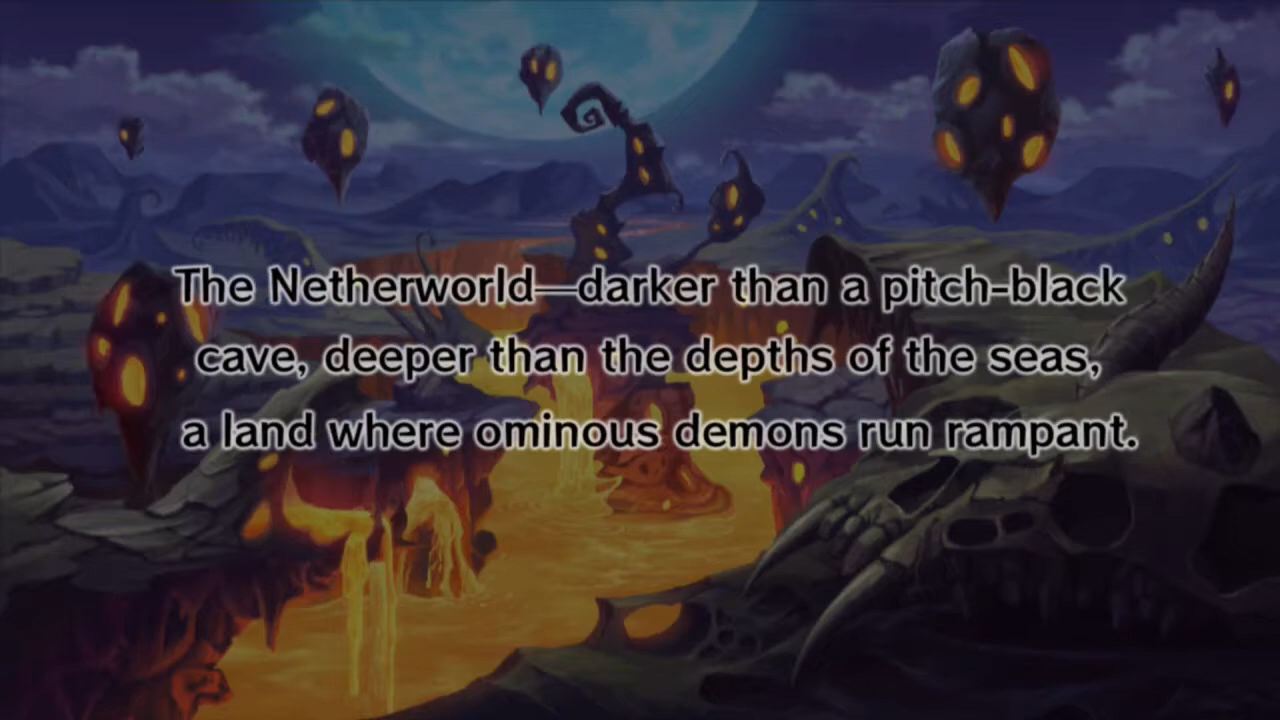 The Netherworld—darker than a pitch-black
cave, deeper than the depths of the seas,
a land where ominous demons run rampant.